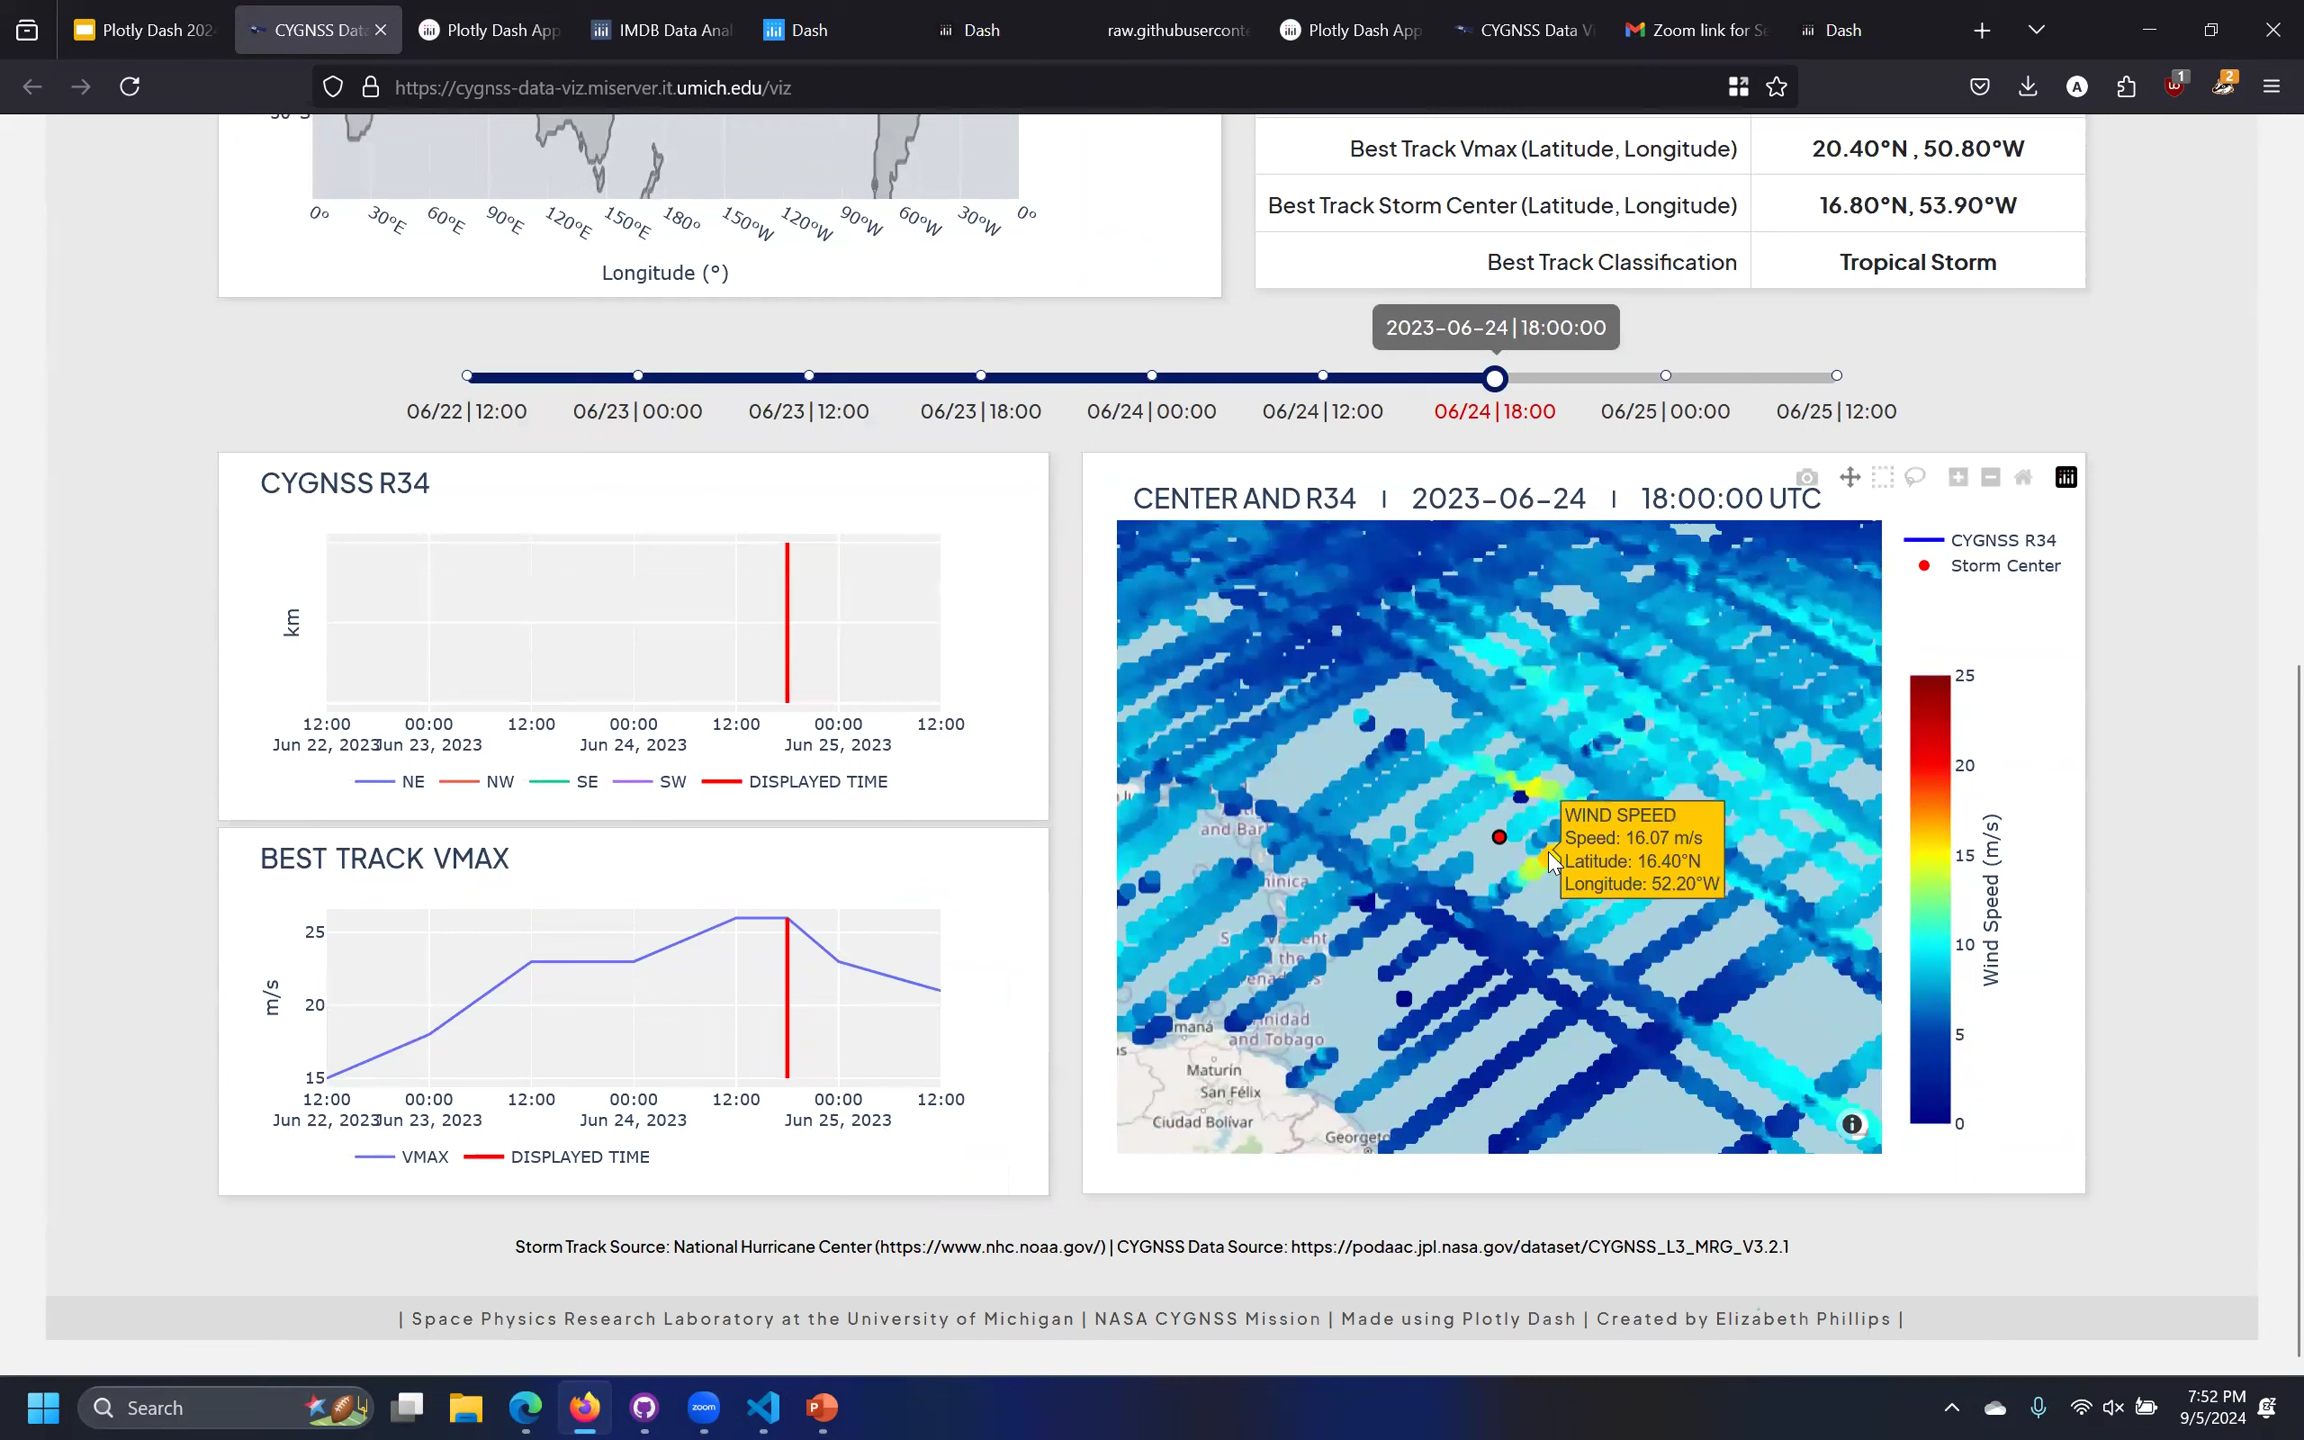 Plotly Dash 202
CYGNSS Dat
Plotly Dash App
IMDB Data Anal
Dash
Dash
raw.githubuserconte
Plotly Dash App
CYGNSS Data Vi
Zoom link for Se
Dash
https://cygnss-data-viz.miserver.it.umich.edu/viz
1
2
A
0° 30°E 60°E 90°E 120°E 150°E 180° 150°W 120°W 90°W 60°W 30°W 0°
Longitude (°)
Best Track Vmax (Latitude, Longitude) 20.40°N , 50.80°W
Best Track Storm Center (Latitude, Longitude) 16.80°N, 53.90°W
Best Track Classification Tropical Storm
2023-06-24|18:00:00
06/22|12:00 06/23|00:00 06/23|12:00 06/23|18:00 06/24|00:00 06/24|12:00 06/24|18:00 06/25|00:00 06/25|12:00
CYGNSS R34
km
12:00 00:00 12:00 00:00 12:00 00:00 12:00
Jun 22, 2023 Jun 23, 2023 Jun 24, 2023 Jun 25, 2023
NE NW SE SW DISPLAYED TIME
BEST TRACK VMAX
m/s
25
20
15
12:00 00:00 12:00 00:00 12:00 00:00 12:00
Jun 22, 2023 Jun 23, 2023 Jun 24, 2023 Jun 25, 2023
VMAX DISPLAYED TIME
CENTER AND R34 | 2023-06-24 | 18:00:00 UTC
CYGNSS R34
Storm Center
WIND SPEED
Speed: 16.07 m/s
Latitude: 16.40°N
Longitude: 52.20°W
and Bar
inica
and Tobago
Maturín
San Félix
Ciudad Bolívar
Georgeto
25
20
15
10
5
0
Wind Speed (m/s)
Storm Track Source: National Hurricane Center (https://www.nhc.noaa.gov/) | CYGNSS Data Source: https://podaac.jpl.nasa.gov/dataset/CYGNSS_L3_MRG_V3.2.1
| Space Physics Research Laboratory at the University of Michigan | NASA CYGNSS Mission | Made using Plotly Dash | Created by Elizabeth Phillips |
Search
zoom
7:52 PM
9/5/2024